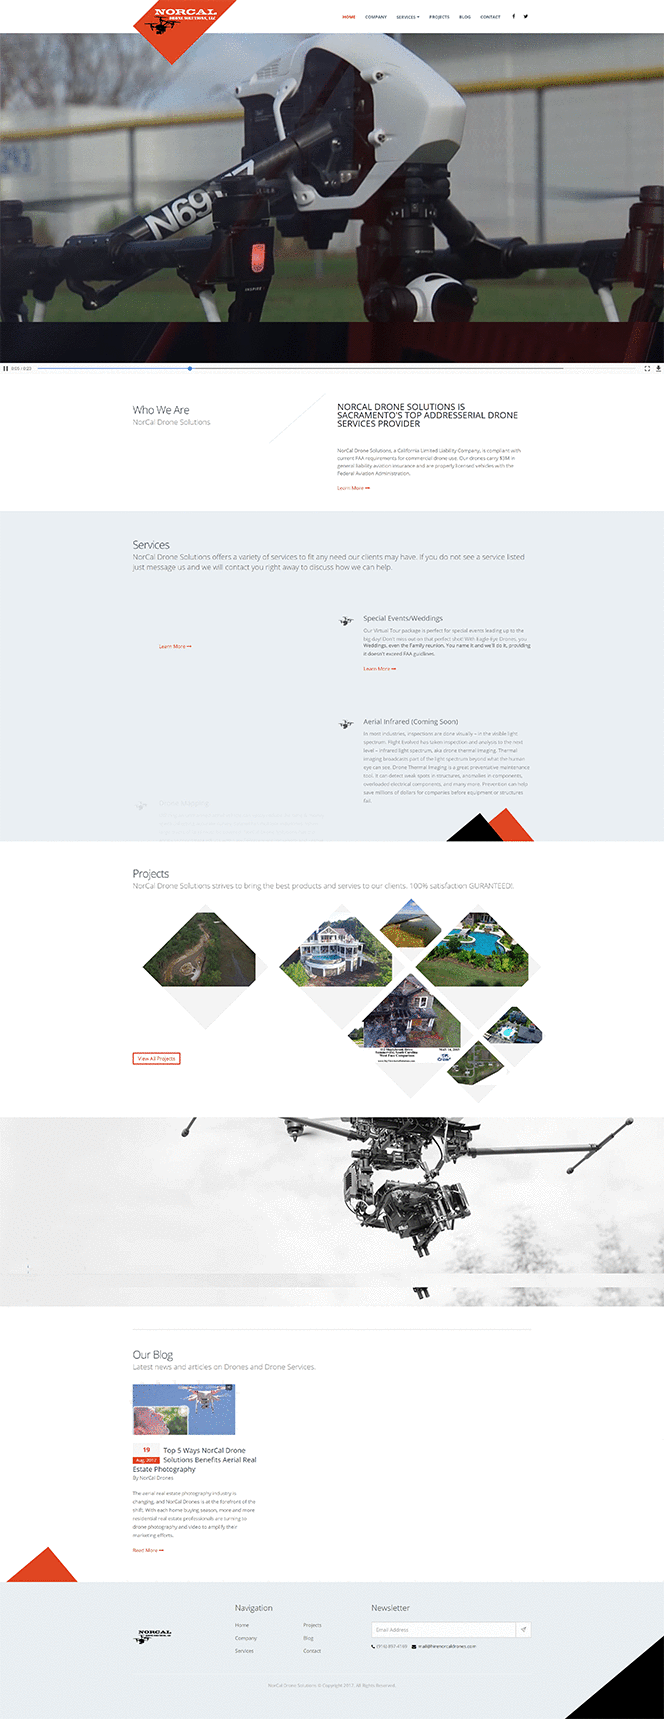 NORCAL
DRONE SOLUTIONS, LLC
HOME COMPANY SERVICES PROJECTS BLOG CONTACT
INSPIRE
0:05 / 0:23
Who We Are
NorCal Drone Solutions
NORCAL DRONE SOLUTIONS IS
SACRAMENTO'S TOP ADDRESSERIAL DRONE
SERVICES PROVIDER
NorCal Drone Solutions, a California Limited Liability Company, is compliant with
current FAA requirements for commercial drone use. Our drones carry $3M in
general liability aviation insurance and are properly licensed vehicles with the
Federal Aviation Administration.
Learn More
Services
NorCal Drone Solutions offers a variety of services to fit any need our clients may have. If you do not see a service listed
just message us and we will contact you right away to discuss how we can help.
Learn More
Special Events/Weddings
Our Virtual Tour package is perfect for special events leading up to the
big day! Don't miss out on that perfect shot! With Eagle Eye Drones, you
Weddings, even the Family reunion, You name it and we'll do it, providing
it doesn't exceed FAA guidlines.
Learn More
Aerial Infrared (Coming Soon)
In most industries, inspections are done visually – in the visible light
spectrum. Flight Evolved has taken inspection and analysis to the next
level – infrared light spectrum, aka drone thermal imaging. Thermal
imaging broadcasts part of the light spectrum beyond what the human
eye can see. Drone Thermal Imaging is a great preventative maintenance
tool. It can detect weak spots in structures, anomalies in components,
overloaded electrical components, and many more. Prevention can help
save millions of dollars for companies before equipment or structures
fail.
Drone Mapping
Projects
NorCal Drone Solutions strives to bring the best products and servies to our clients. 100% satisfaction GURANTEED!
View All Projects
Our Blog
Latest news and articles on Drones and Drone Services.
19
Aug, 2017
Top 5 Ways NorCal Drone
Solutions Benefits Aerial Real
Estate Photography
By NorCal Drones
The aerial real estate photography industry is
changing, and NorCal Drones is at the forefront of the
shift. With each home buying season, more and more
residential real estate professionals are turning to
drone photography and video to amplify their
marketing efforts.
Read More
NORCAL
Navigation
Home Projects
Company Blog
Services Contact
Newsletter
Email Address
mail@hirenorcaldrones.com
NorCal Drone Solutions © Copyright 2017. All Rights Reserved.